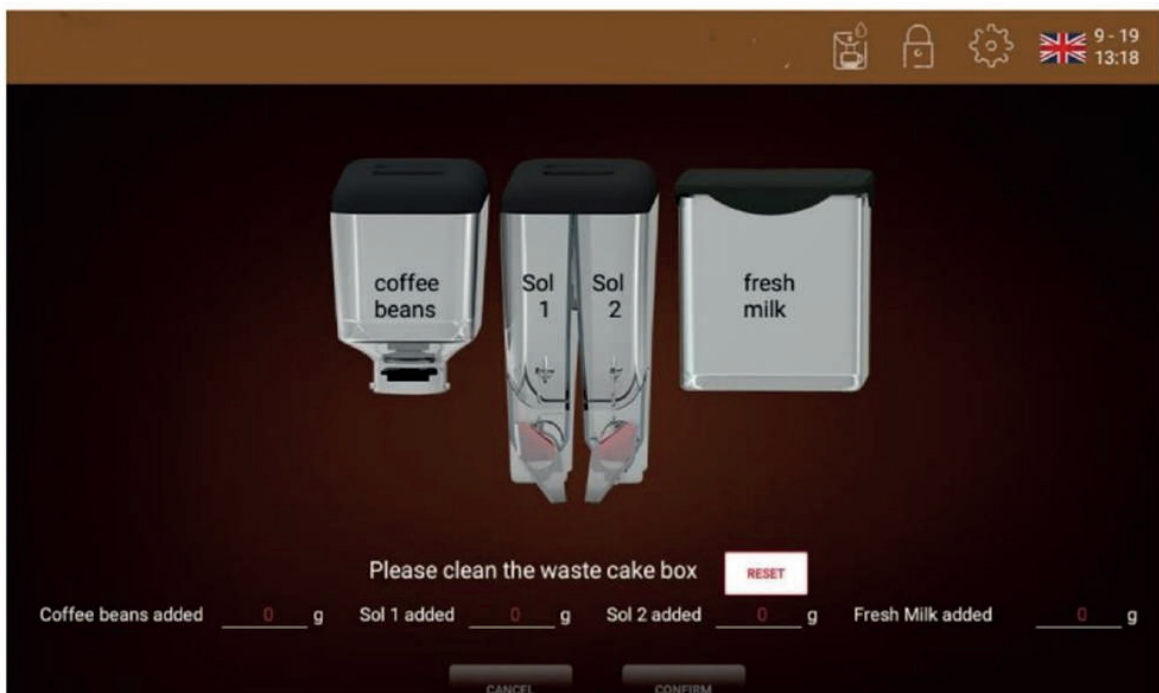 9 - 19
13:18
coffee
beans
Sol
1
Sol
2
fresh
milk
Please clean the waste cake box
RESET
Coffee beans added 0 g Sol 1 added 0 g Sol 2 added 0 g Fresh Milk added 0 g
CANCEL CONFIRM